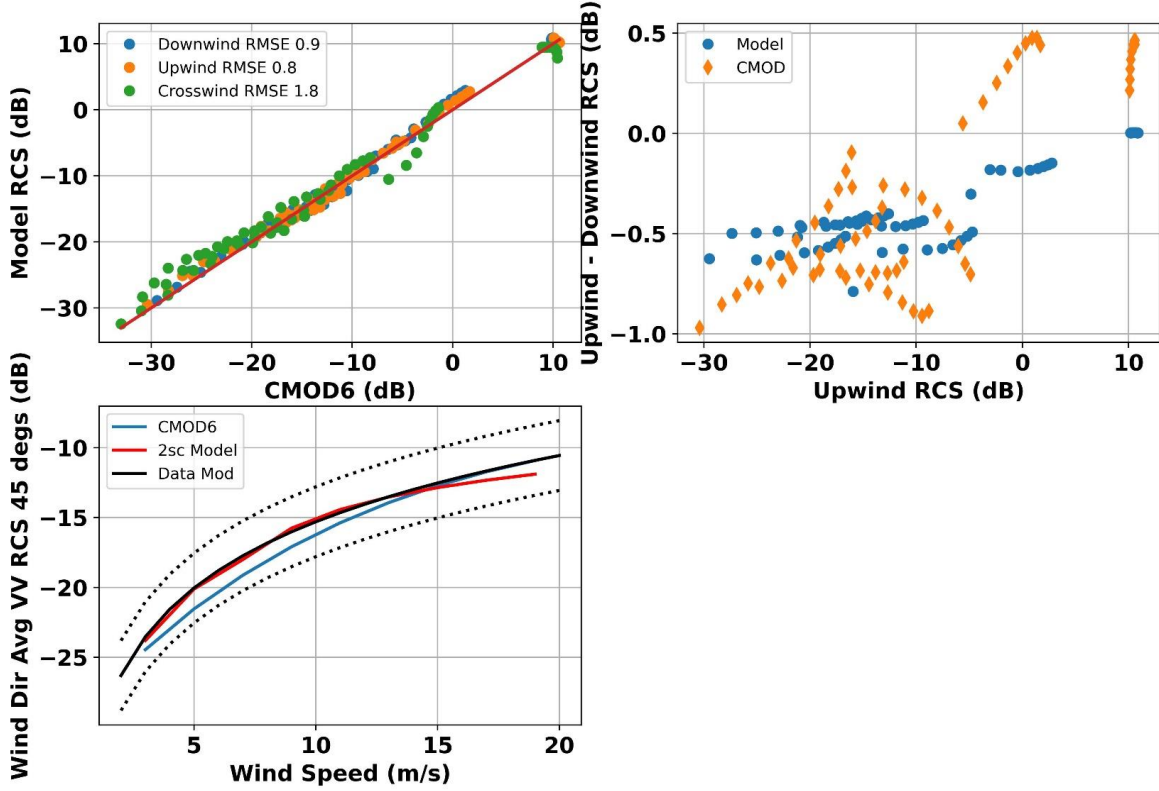 Downwind RMSE 0.9
Upwind RMSE 0.8
Crosswind RMSE 1.8
10
0
−10
−20
−30
Model RCS (dB)
−30
−20
−10
0
10
CMOD6 (dB)
Model
CMOD
0.5
0.0
−0.5
−1.0
Upwind - Downwind RCS (dB)
−30
−20
−10
0
10
Upwind RCS (dB)
CMOD6
2sc Model
Data Mod
−10
−15
−20
−25
Wind Dir Avg VV RCS 45 degs (dB)
5
10
15
20
Wind Speed (m/s)